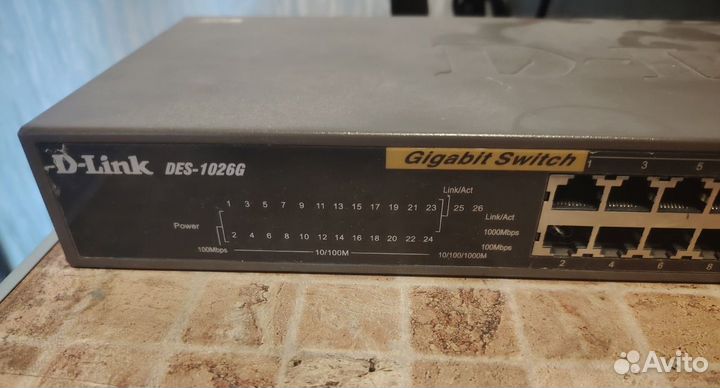 D-Link DES-1026G
Gigabit Switch
1 3 5
Link/Act
1 3 5 7 9 11 13 15 17 19 21 23 25 26
Link/Act
Power
1000Mbps
2 4 6 8 10 12 14 16 18 20 22 24
100Mbps 100Mbps
10/100M 10/100/1000M
2 4 6 8
Avito